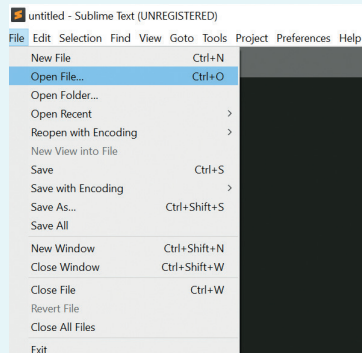 untitled - Sublime Text (UNREGISTERED)
File Edit Selection Find View Goto Tools Project Preferences Help
New File Ctrl+N
Open File... Ctrl+O
Open Folder...
Open Recent
Reopen with Encoding
New View into File
Save Ctrl+S
Save with Encoding
Save As... Ctrl+Shift+S
Save All
New Window Ctrl+Shift+N
Close Window Ctrl+Shift+W
Close File Ctrl+W
Revert File
Close All Files
Exit